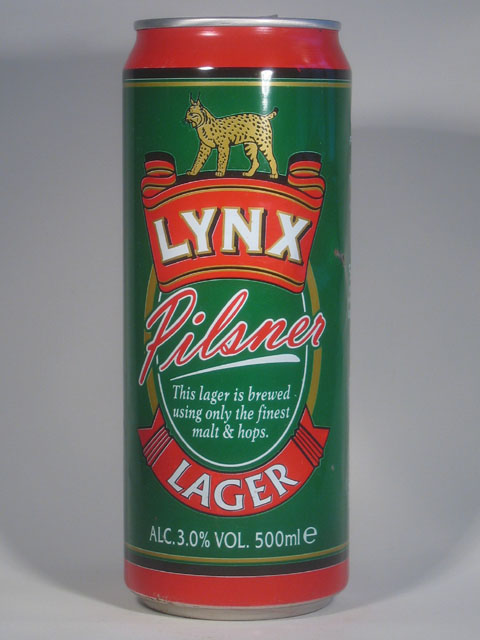 LYNX
Pilsner
This lager is brewed
using only the finest
malt & hops.
LAGER
ALC.3.0% VOL. 500ml e